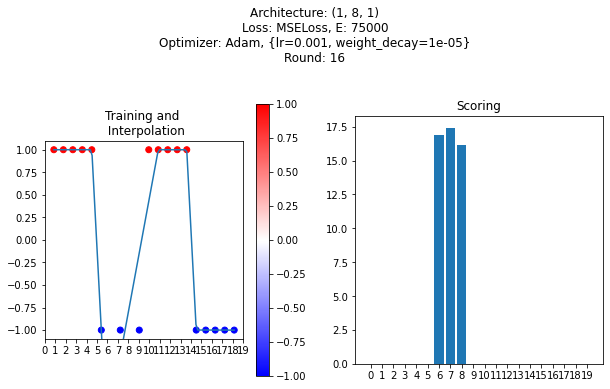 Architecture: (1, 8, 1)
Loss: MSELoss, E: 75000
Optimizer: Adam, {lr=0.001, weight_decay=1e-05}
Round: 16
Training and
Interpolation
1.00
0.75
0.50
0.25
0.00
−0.25
−0.50
−0.75
−1.00
0 1 2 3 4 5 6 7 8 9 10 11 12 13 14 15 16 17 18 19
1.00
0.75
0.50
0.25
0.00
−0.25
−0.50
−0.75
−1.00
Scoring
17.5
15.0
12.5
10.0
7.5
5.0
2.5
0.0
0 1 2 3 4 5 6 7 8 9 10 11 12 13 14 15 16 17 18 19